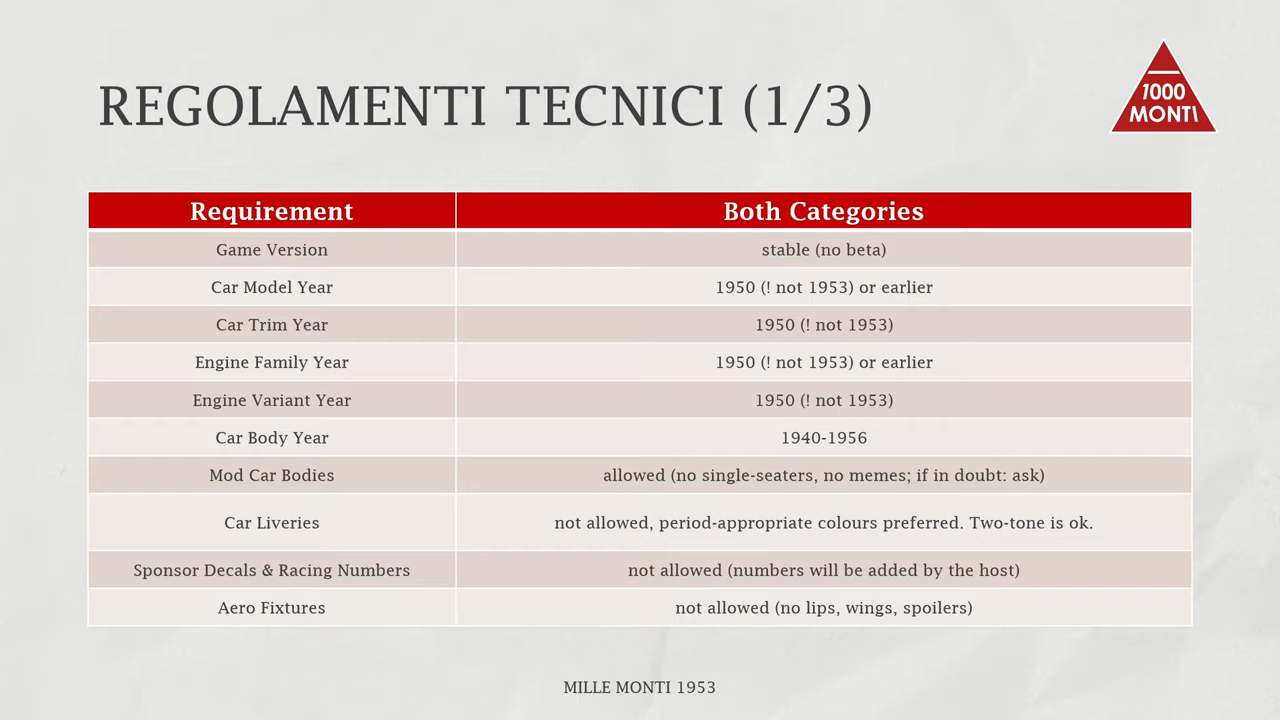 REGOLAMENTI TECNICI (1/3)
1000
MONTI
Requirement Both Categories
Game Version stable (no beta)
Car Model Year 1950 (! not 1953) or earlier
Car Trim Year 1950 (! not 1953)
Engine Family Year 1950 (! not 1953) or earlier
Engine Variant Year 1950 (! not 1953)
Car Body Year 1940-1956
Mod Car Bodies allowed (no single-seaters, no memes; if in doubt: ask)
Car Liveries not allowed, period-appropriate colours preferred. Two-tone is ok.
Sponsor Decals & Racing Numbers not allowed (numbers will be added by the host)
Aero Fixtures not allowed (no lips, wings, spoilers)
MILLE MONTI 1953